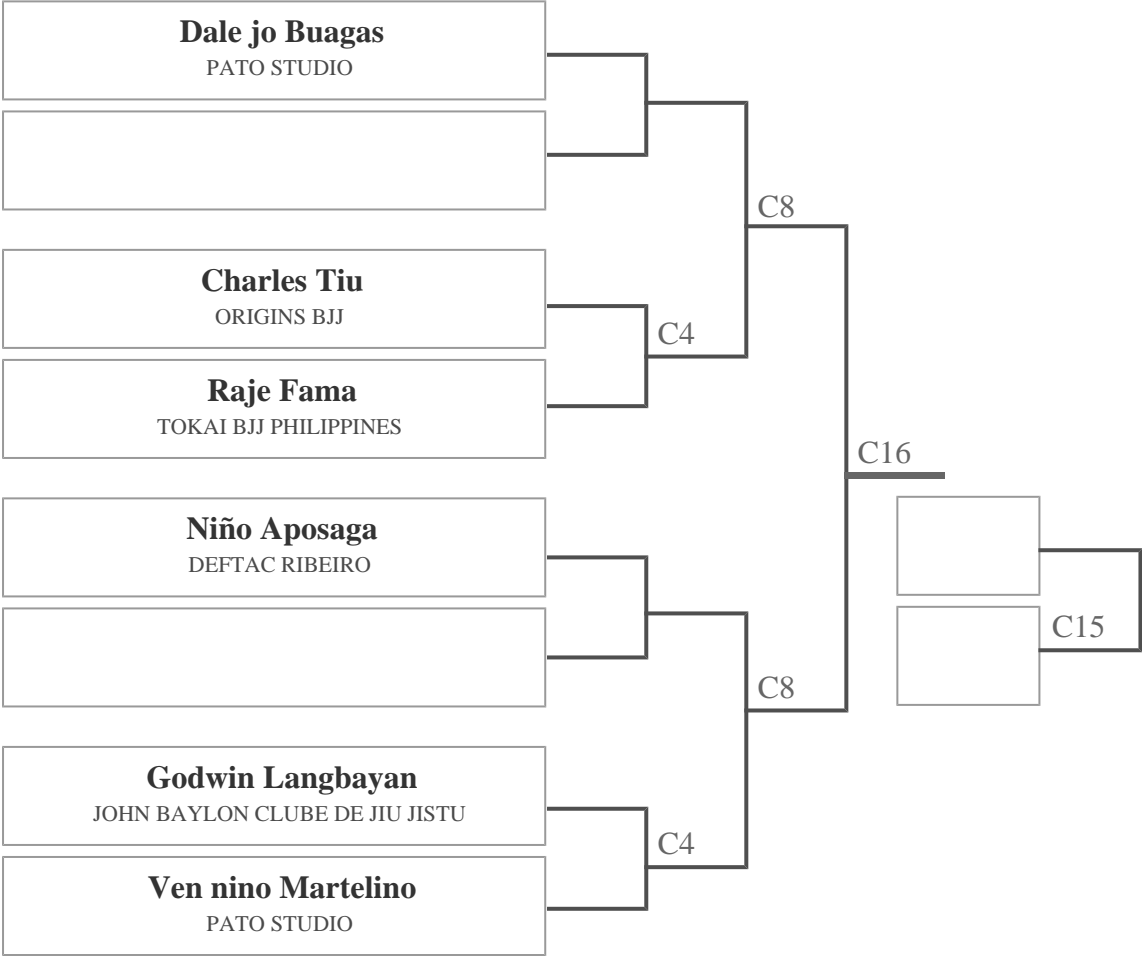 Dale jo Buagas
PATO STUDIO
C8
Charles Tiu
ORIGINS BJJ
C4
Raje Fama
TOKAI BJJ PHILIPPINES
C16
Niño Aposaga
DEFTAC RIBEIRO
C15
C8
Godwin Langbayan
JOHN BAYLON CLUBE DE JIU JISTU
C4
Ven nino Martelino
PATO STUDIO